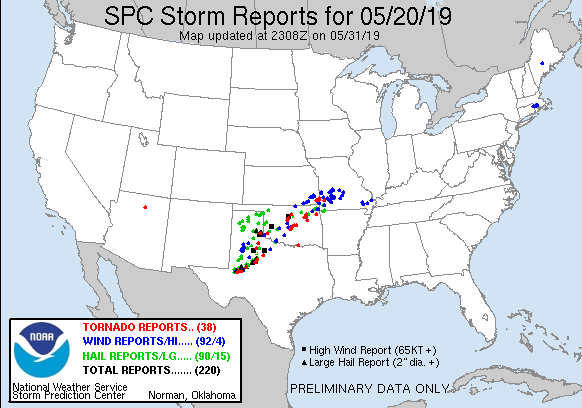 SPC Storm Reports for 05/20/19
Map updated at 2308Z on 05/31/19
NOAA
TORNADO REPORTS.. (38)
WIND REPORTS/HI..... (92/4)
HAIL REPORTS/LG..... (90/15)
TOTAL REPORTS....... (220)
National Weather Service
Storm Prediction Center Norman, Oklahoma
High Wind Report (65KT +)
Large Hail Report (2" dia. +)
PRELIMINARY DATA ONLY